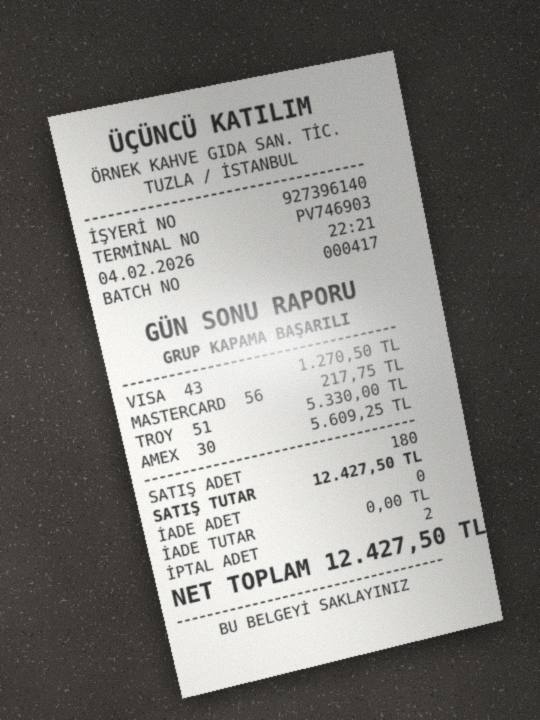 ÜÇÜNCÜ KATILIM
ÖRNEK KAHVE GIDA SAN. TİC.
TUZLA / İSTANBUL
--------------------------------
İŞYERİ NO 927396140
TERMİNAL NO PV746903
04.02.2026 22:21
BATCH NO 000417
GÜN SONU RAPORU
GRUP KAPAMA BAŞARILI
--------------------------------
VISA 43 1.270,50 TL
MASTERCARD 56 217,75 TL
TROY 51 5.330,00 TL
AMEX 30 5.609,25 TL
--------------------------------
SATIŞ ADET 180
SATIŞ TUTAR 12.427,50 TL
İADE ADET 0
İADE TUTAR 0,00 TL
İPTAL ADET 2
NET TOPLAM 12.427,50 TL
--------------------------------
BU BELGEYİ SAKLAYINIZ